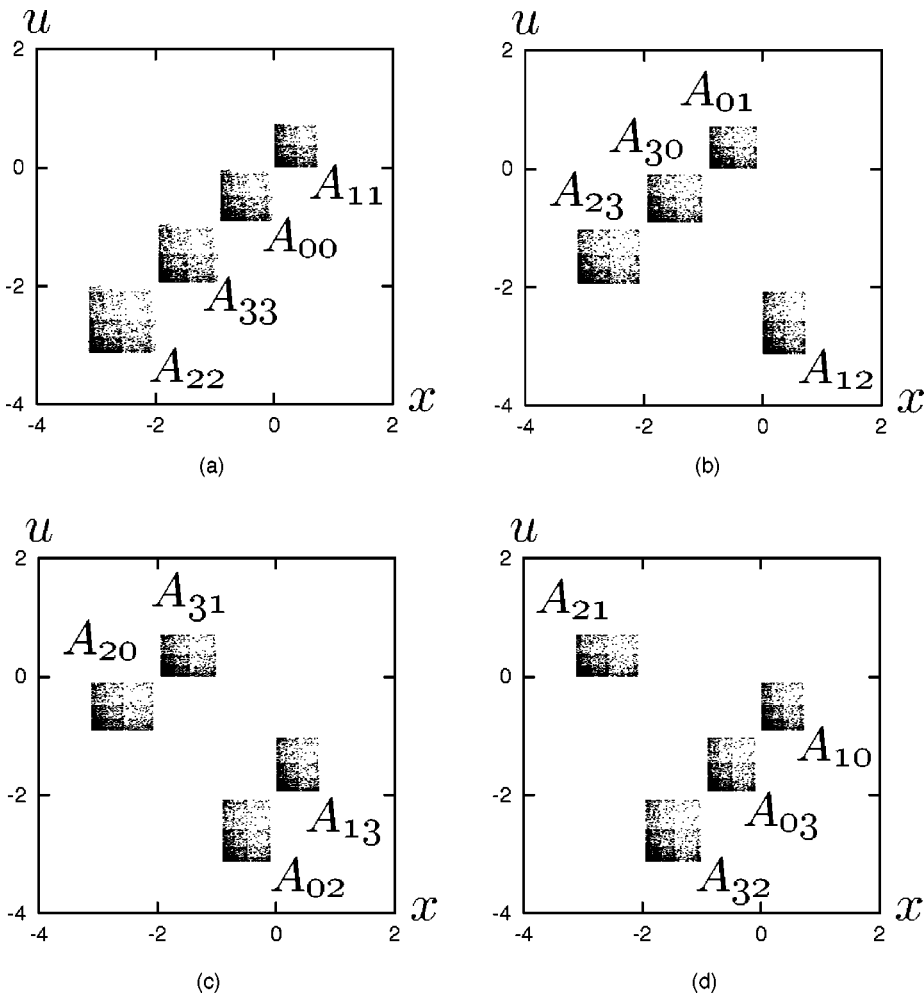 u
2
0
-2
-4
A₁₁
A₀₀
A₃₃
A₂₂
-4 -2 0 2
x
(a)
u
2
0
-2
-4
A₀₁
A₃₀
A₂₃
A₁₂
-4 -2 0 2
x
(b)
u
2
0
-2
-4
A₃₁
A₂₀
A₁₃
A₀₂
-4 -2 0 2
x
(c)
u
2
0
-2
-4
A₂₁
A₁₀
A₀₃
A₃₂
-4 -2 0 2
x
(d)